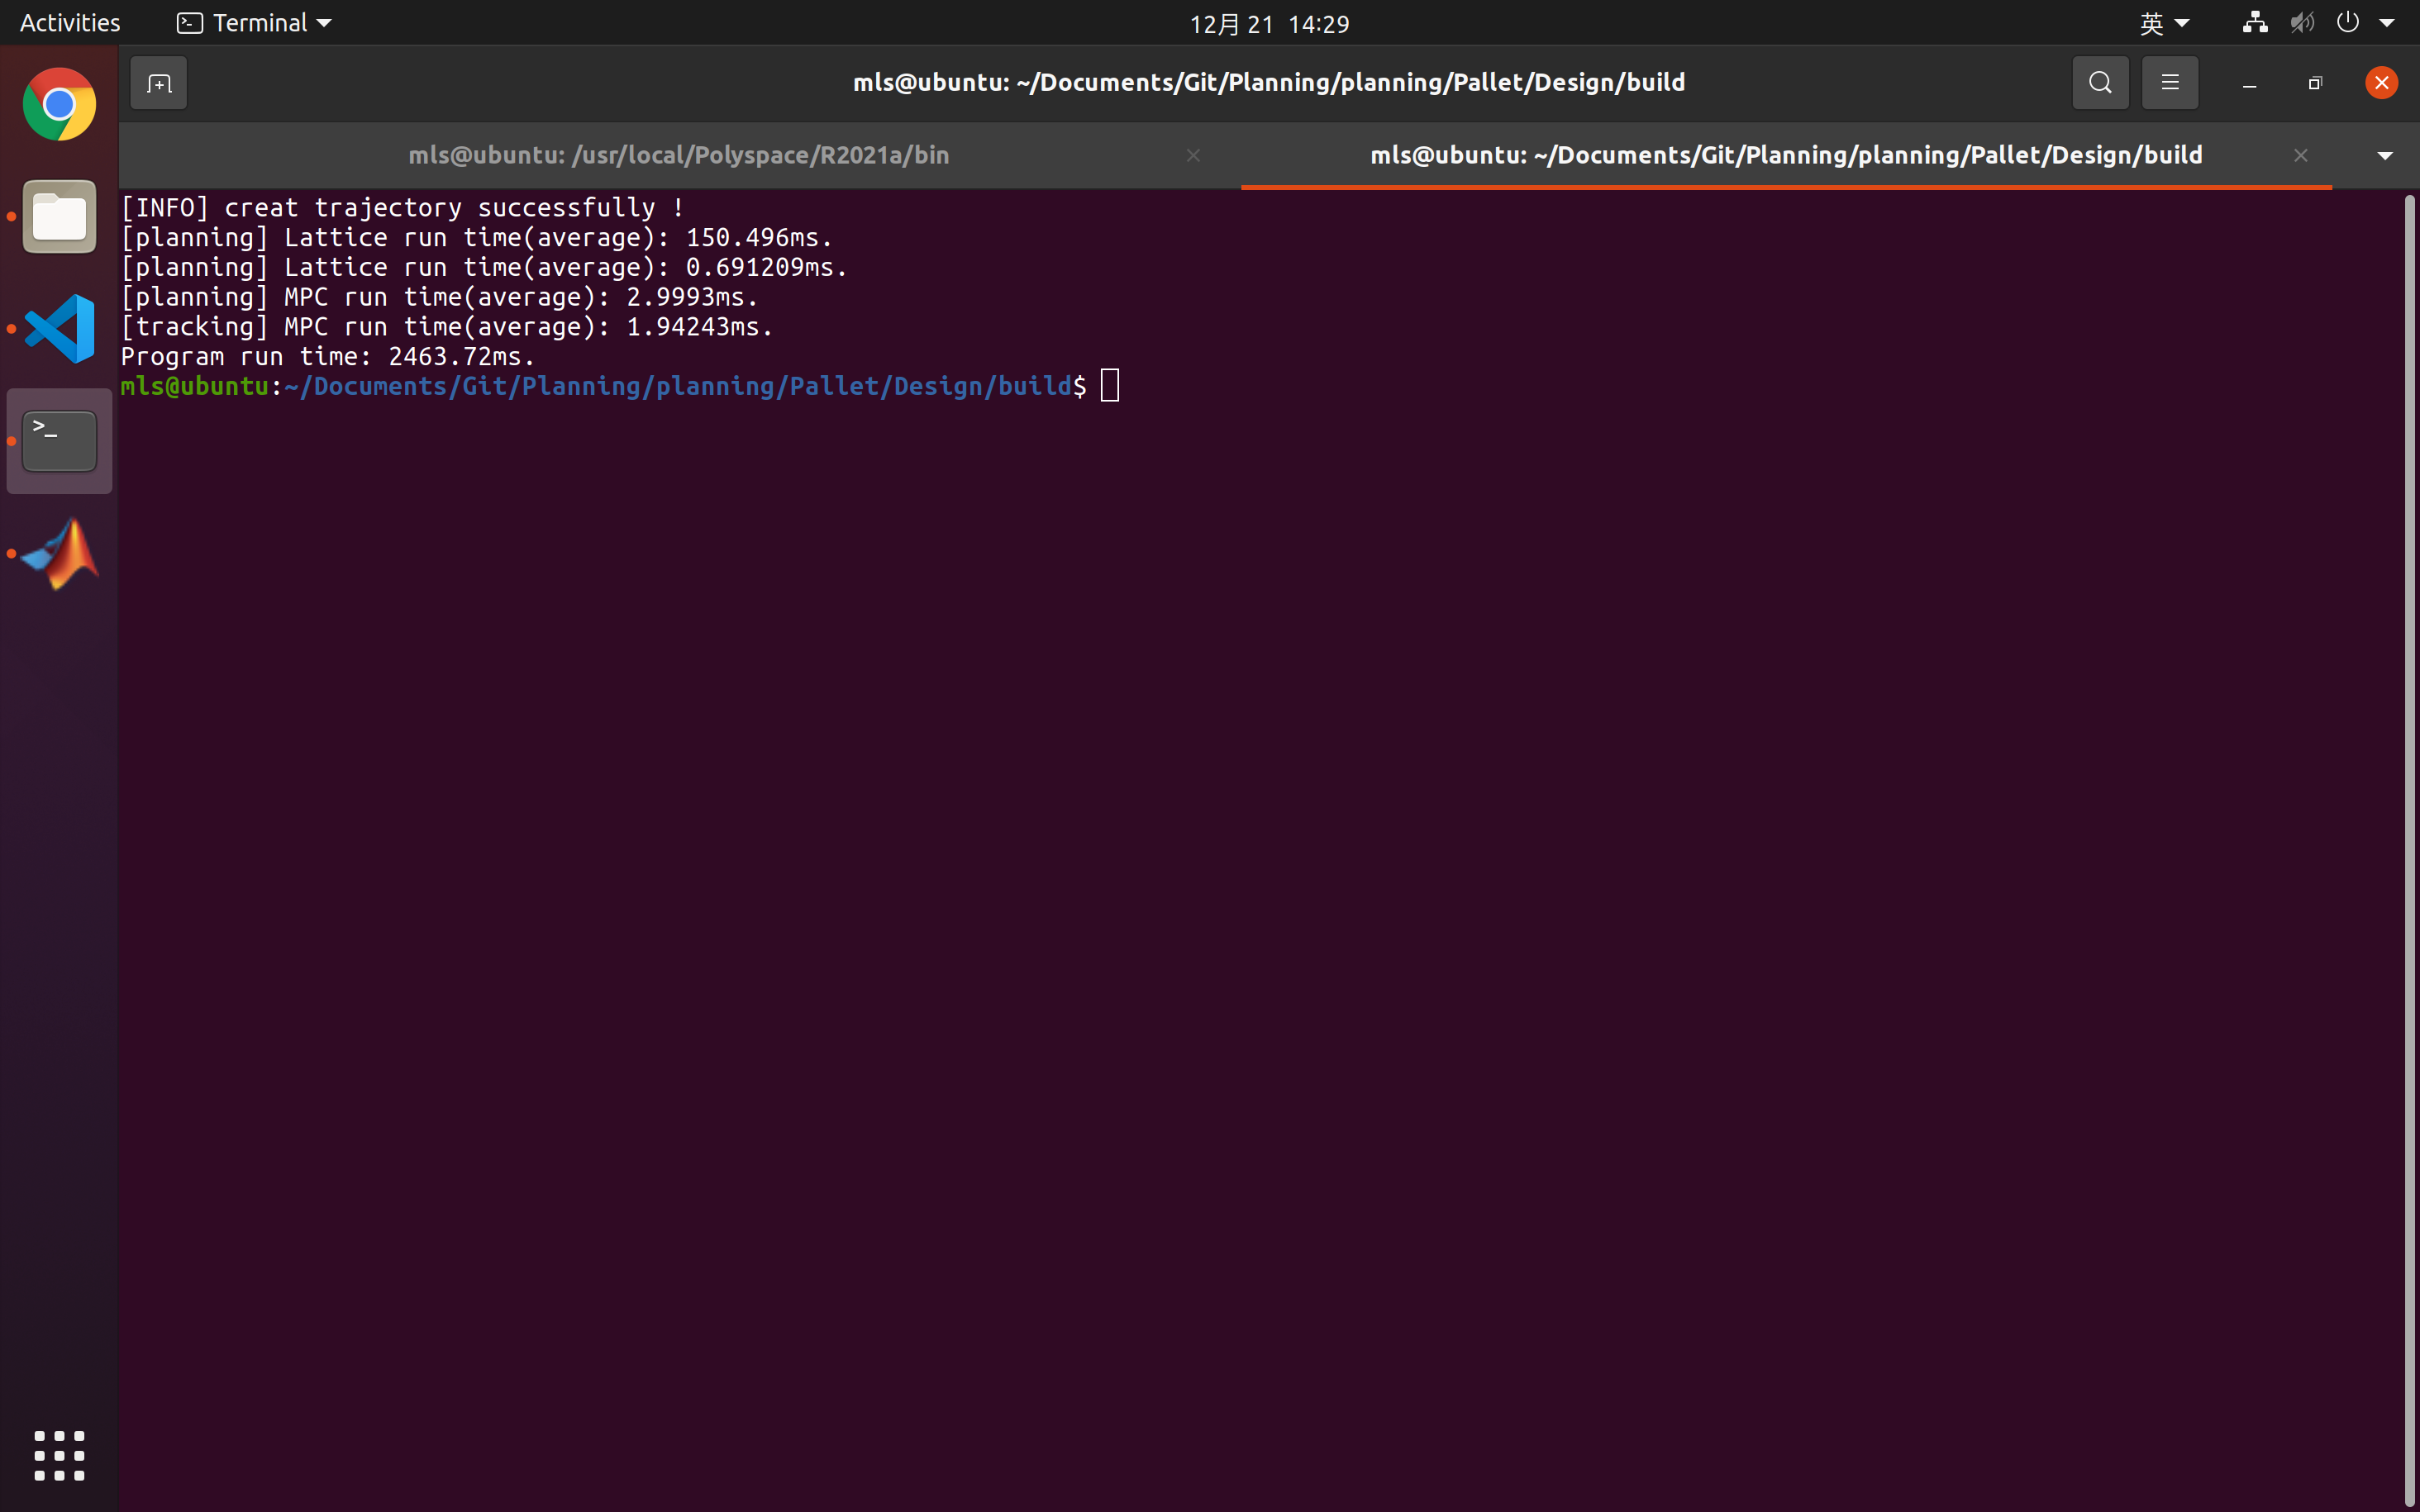 Activities
Terminal
12月 21 14:29
英
mls@ubuntu: ~/Documents/Git/Planning/planning/Pallet/Design/build
mls@ubuntu: /usr/local/Polyspace/R2021a/bin
mls@ubuntu: ~/Documents/Git/Planning/planning/Pallet/Design/build
[INFO] creat trajectory successfully !
[planning] Lattice run time(average): 150.496ms.
[planning] Lattice run time(average): 0.691209ms.
[planning] MPC run time(average): 2.9993ms.
[tracking] MPC run time(average): 1.94243ms.
Program run time: 2463.72ms.
mls@ubuntu:~/Documents/Git/Planning/planning/Pallet/Design/build$